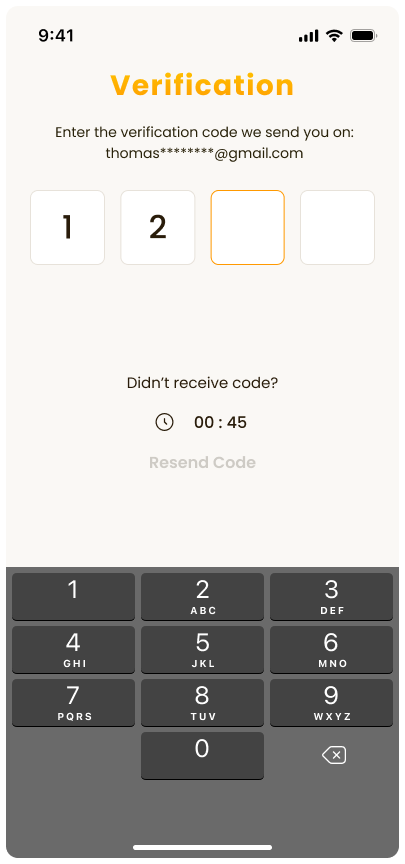 9:41
Verification
Enter the verification code we send you on:
thomas********@gmail.com
1 2
Didn’t receive code?
00 : 45
Resend Code
1 2 3
ABC DEF
4 5 6
GHI JKL MNO
7 8 9
PQRS TUV WXYZ
0